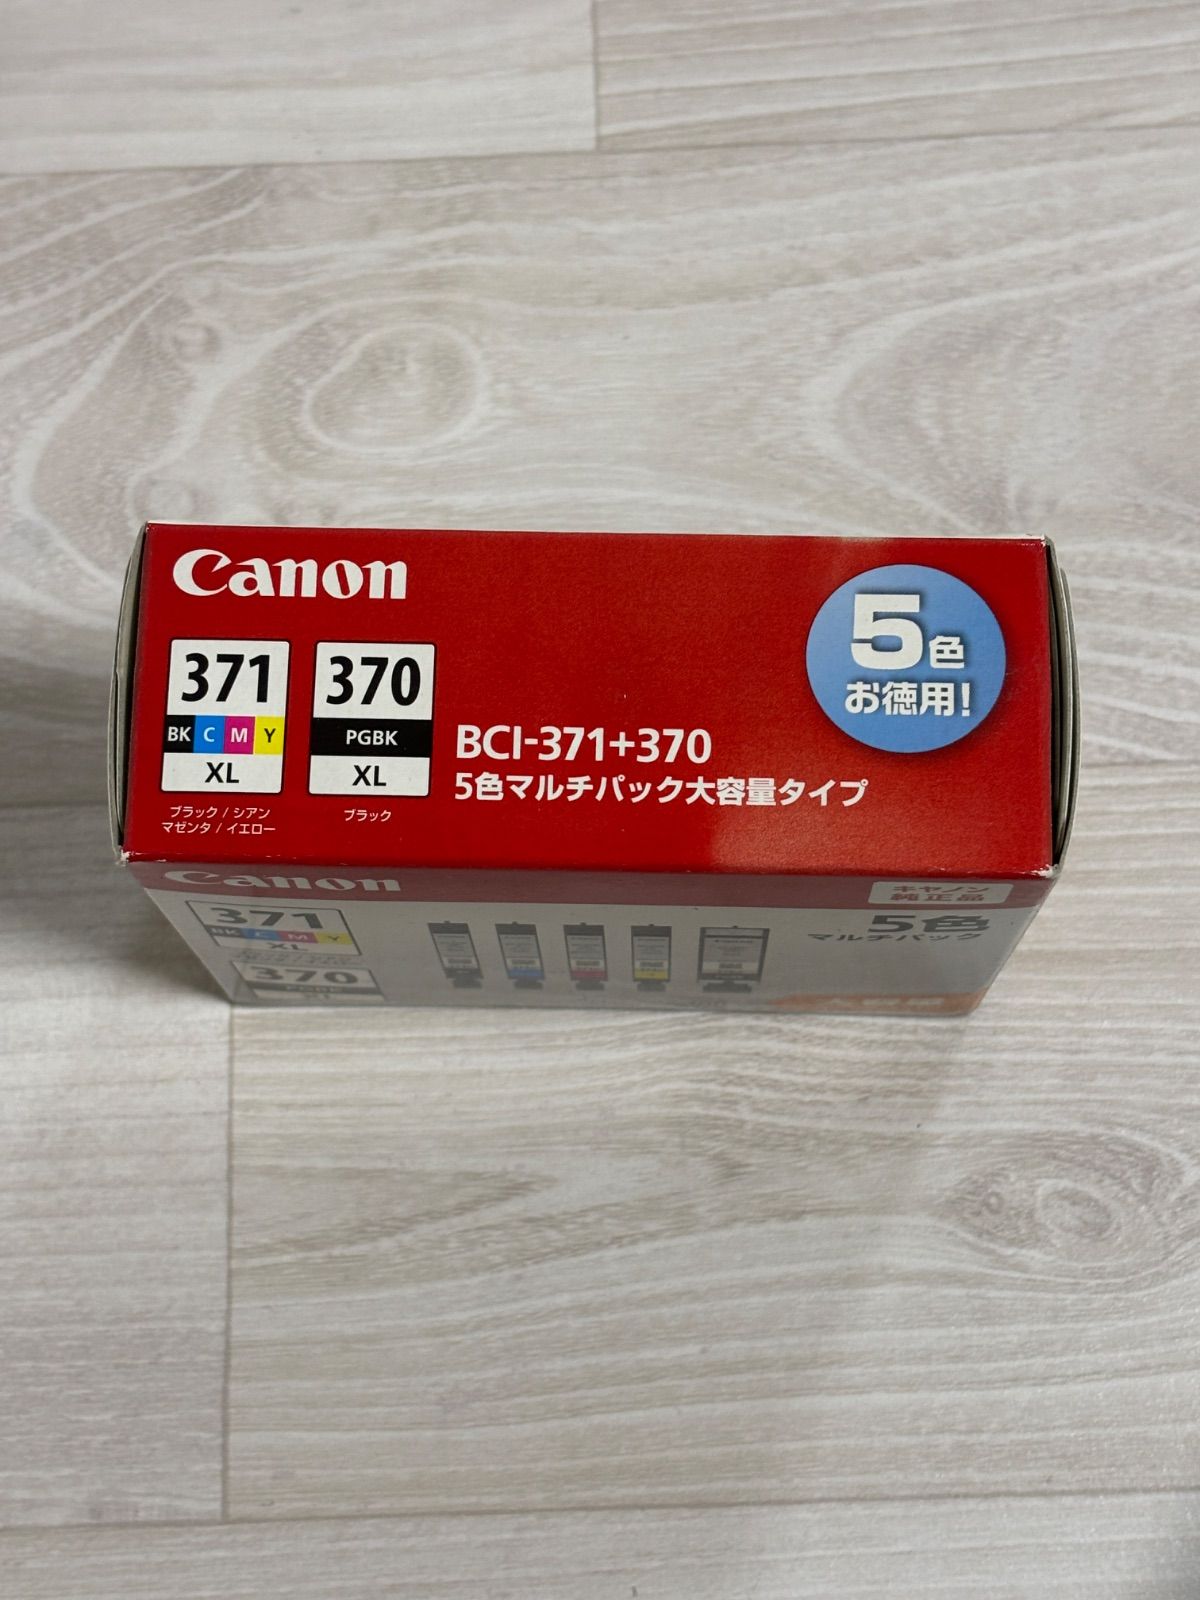 Canon
5色
お徳用!
371
BK C M Y
XL
ブラック / シアン
マゼンタ / イエロー
370
PGBK
XL
ブラック
BCI-371+370
5色マルチパック大容量タイプ
Canon
キヤノン
純正品
371
BK C M Y
XL
370
5色
マルチパック